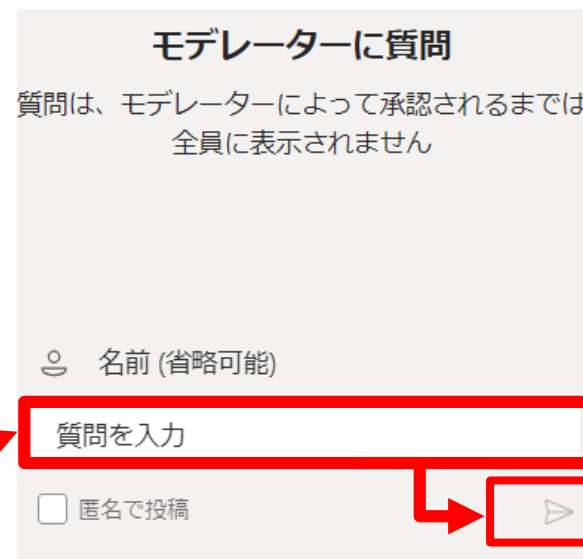 モデレーターに質問
質問は、モデレーターによって承認されるまでは
全員に表示されません
名前 (省略可能)
質問を入力
匿名で投稿